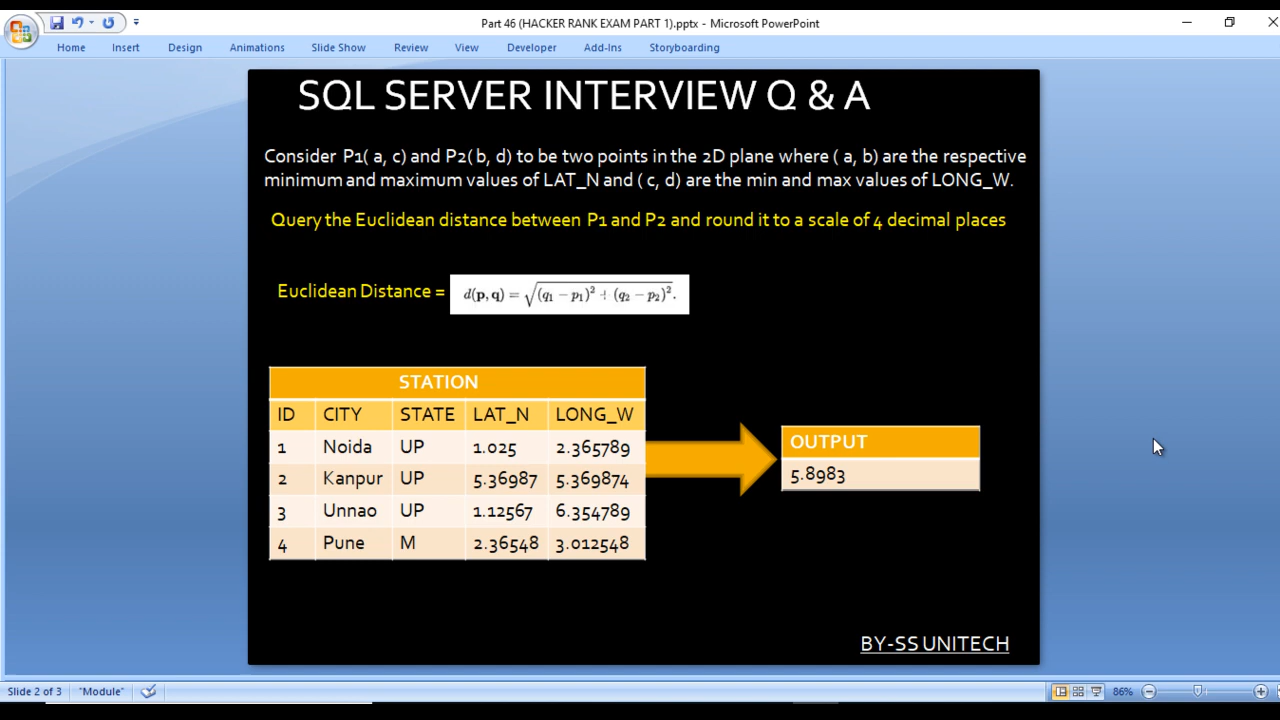 Part 46 (HACKER RANK EXAM PART 1).pptx - Microsoft PowerPoint
Home Insert Design Animations Slide Show Review View Developer Add-Ins Storyboarding
SQL SERVER INTERVIEW Q & A
Consider P1( a, c) and P2( b, d) to be two points in the 2D plane where ( a, b) are the respective
minimum and maximum values of LAT_N and ( c, d) are the min and max values of LONG_W.
Query the Euclidean distance between P1 and P2 and round it to a scale of 4 decimal places
Euclidean Distance = d(p,q) = √(q₁ − p₁)² + (q₂ − p₂)².
STATION
ID CITY STATE LAT_N LONG_W
1 Noida UP 1.025 2.365789
2 Kanpur UP 5.36987 5.369874
3 Unnao UP 1.12567 6.354789
4 Pune M 2.36548 3.012548
OUTPUT
5.8983
BY-SS UNITECH
Slide 2 of 3 "Module" 86%